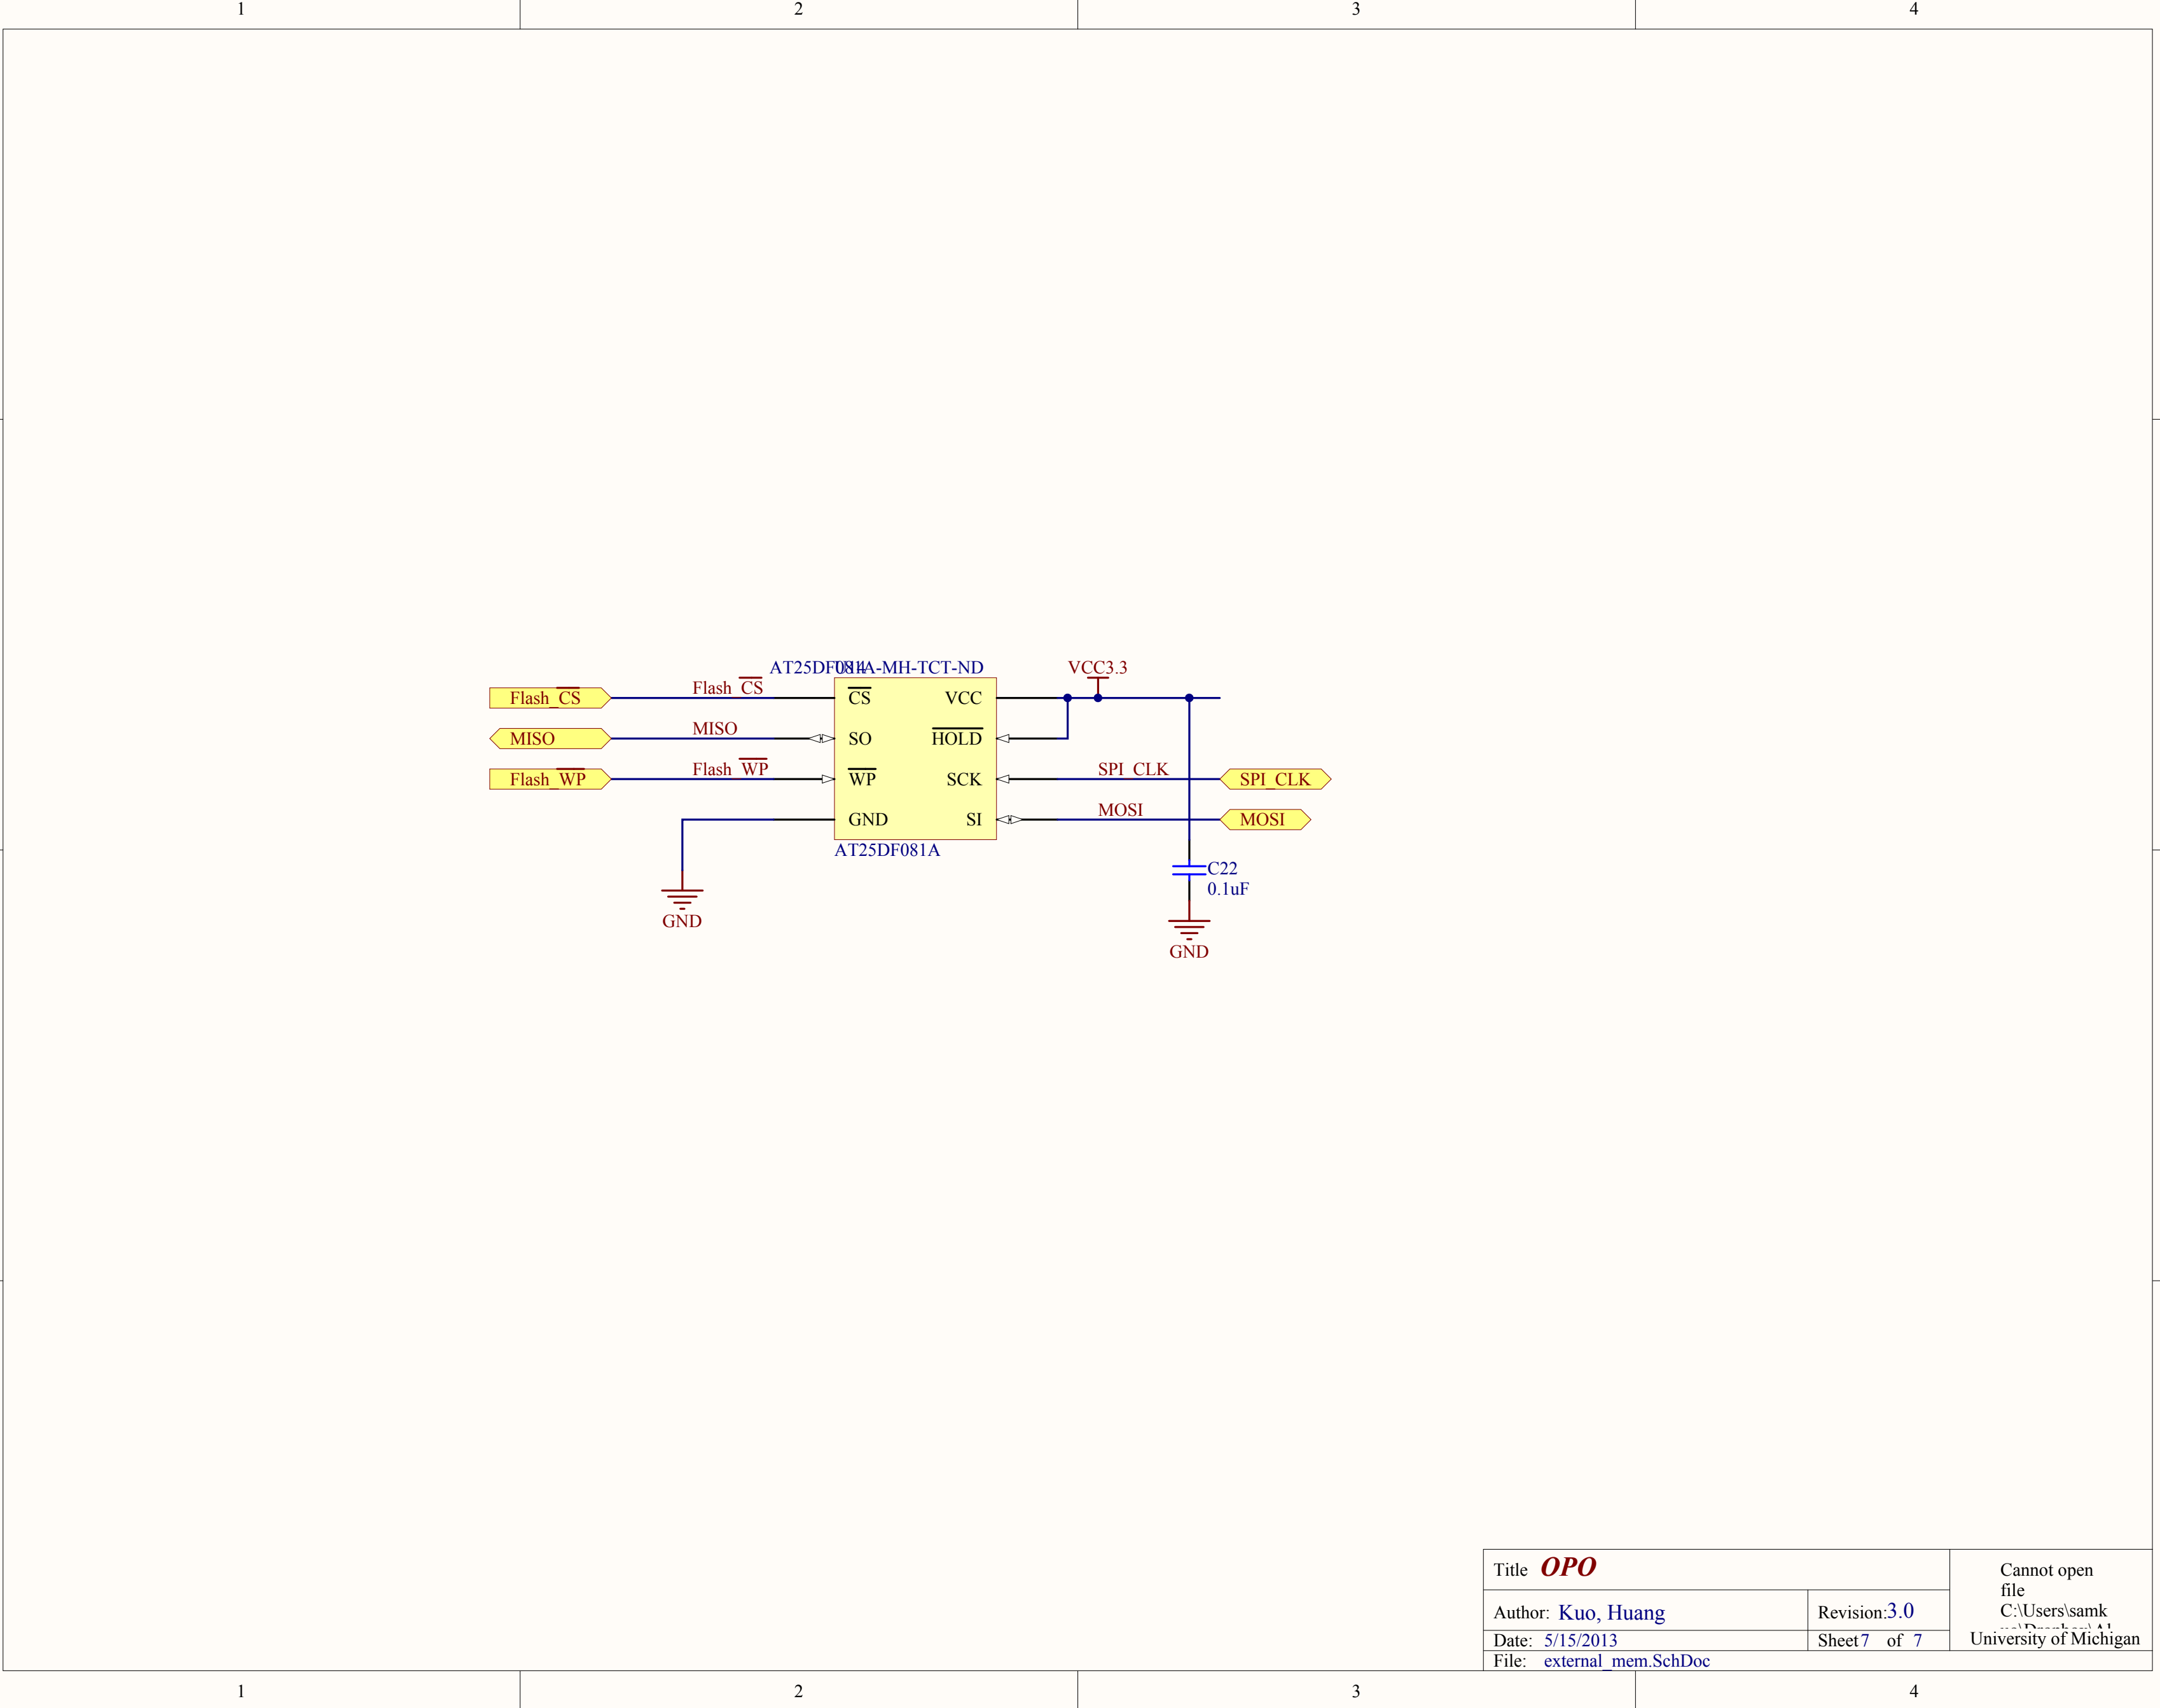 1 2 3 4
AT25DF081A-MH-TCT-ND
VCC3.3
Flash_CS Flash CS CS VCC
MISO MISO SO HOLD
Flash_WP Flash WP WP SCK SPI CLK SPI_CLK
GND SI MOSI MOSI
AT25DF081A
C22
0.1uF
GND
GND
Title OPO
Cannot open
file
Author: Kuo, Huang Revision:3.0
C:\Users\samk
Date: 5/15/2013 Sheet7 of 7
University of Michigan
File: external_mem.SchDoc
1 2 3 4